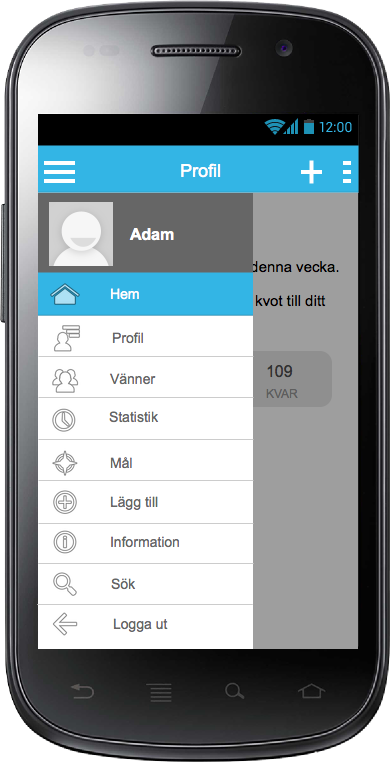 12:00
Profil
Adam
denna vecka.
Hem
kvot till ditt
Profil
109
Vänner
KVAR
Statistik
Mål
Lägg till
Information
Sök
Logga ut